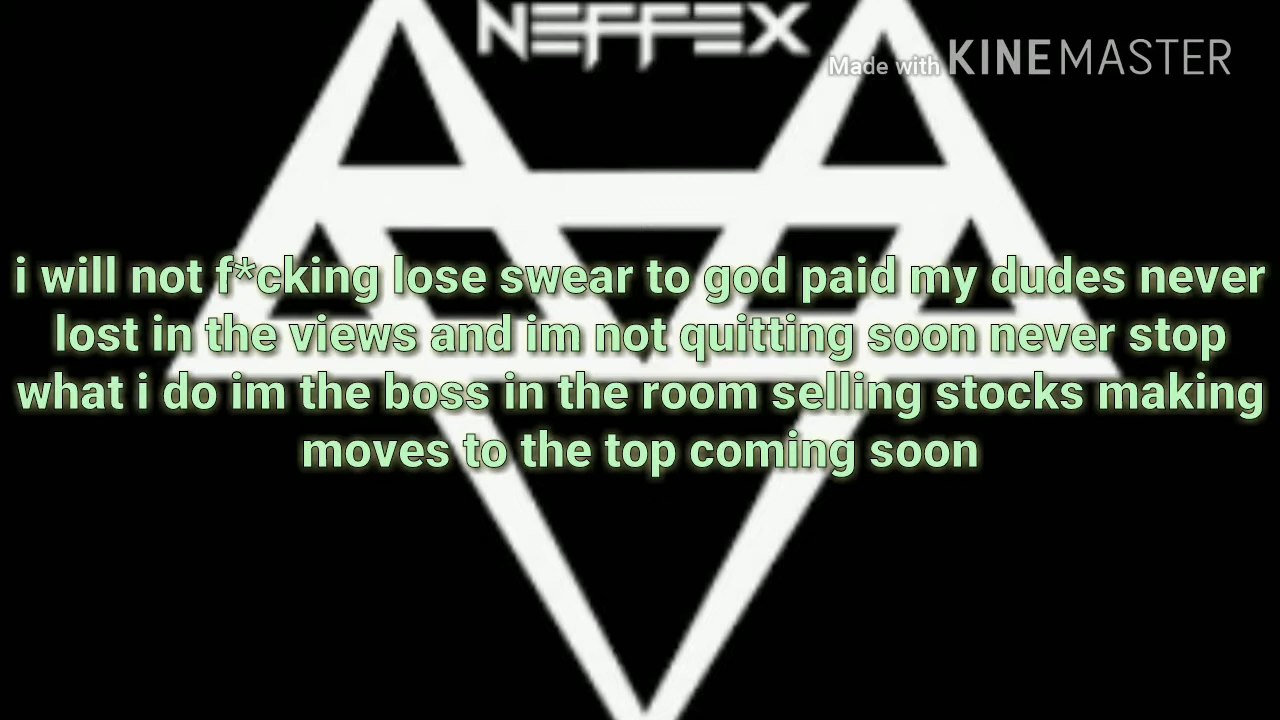 NEFFEX
Made with KINEMASTER
i will not f*cking lose swear to god paid my dudes never
lost in the views and im not quitting soon never stop
what i do im the boss in the room selling stocks making
moves to the top coming soon